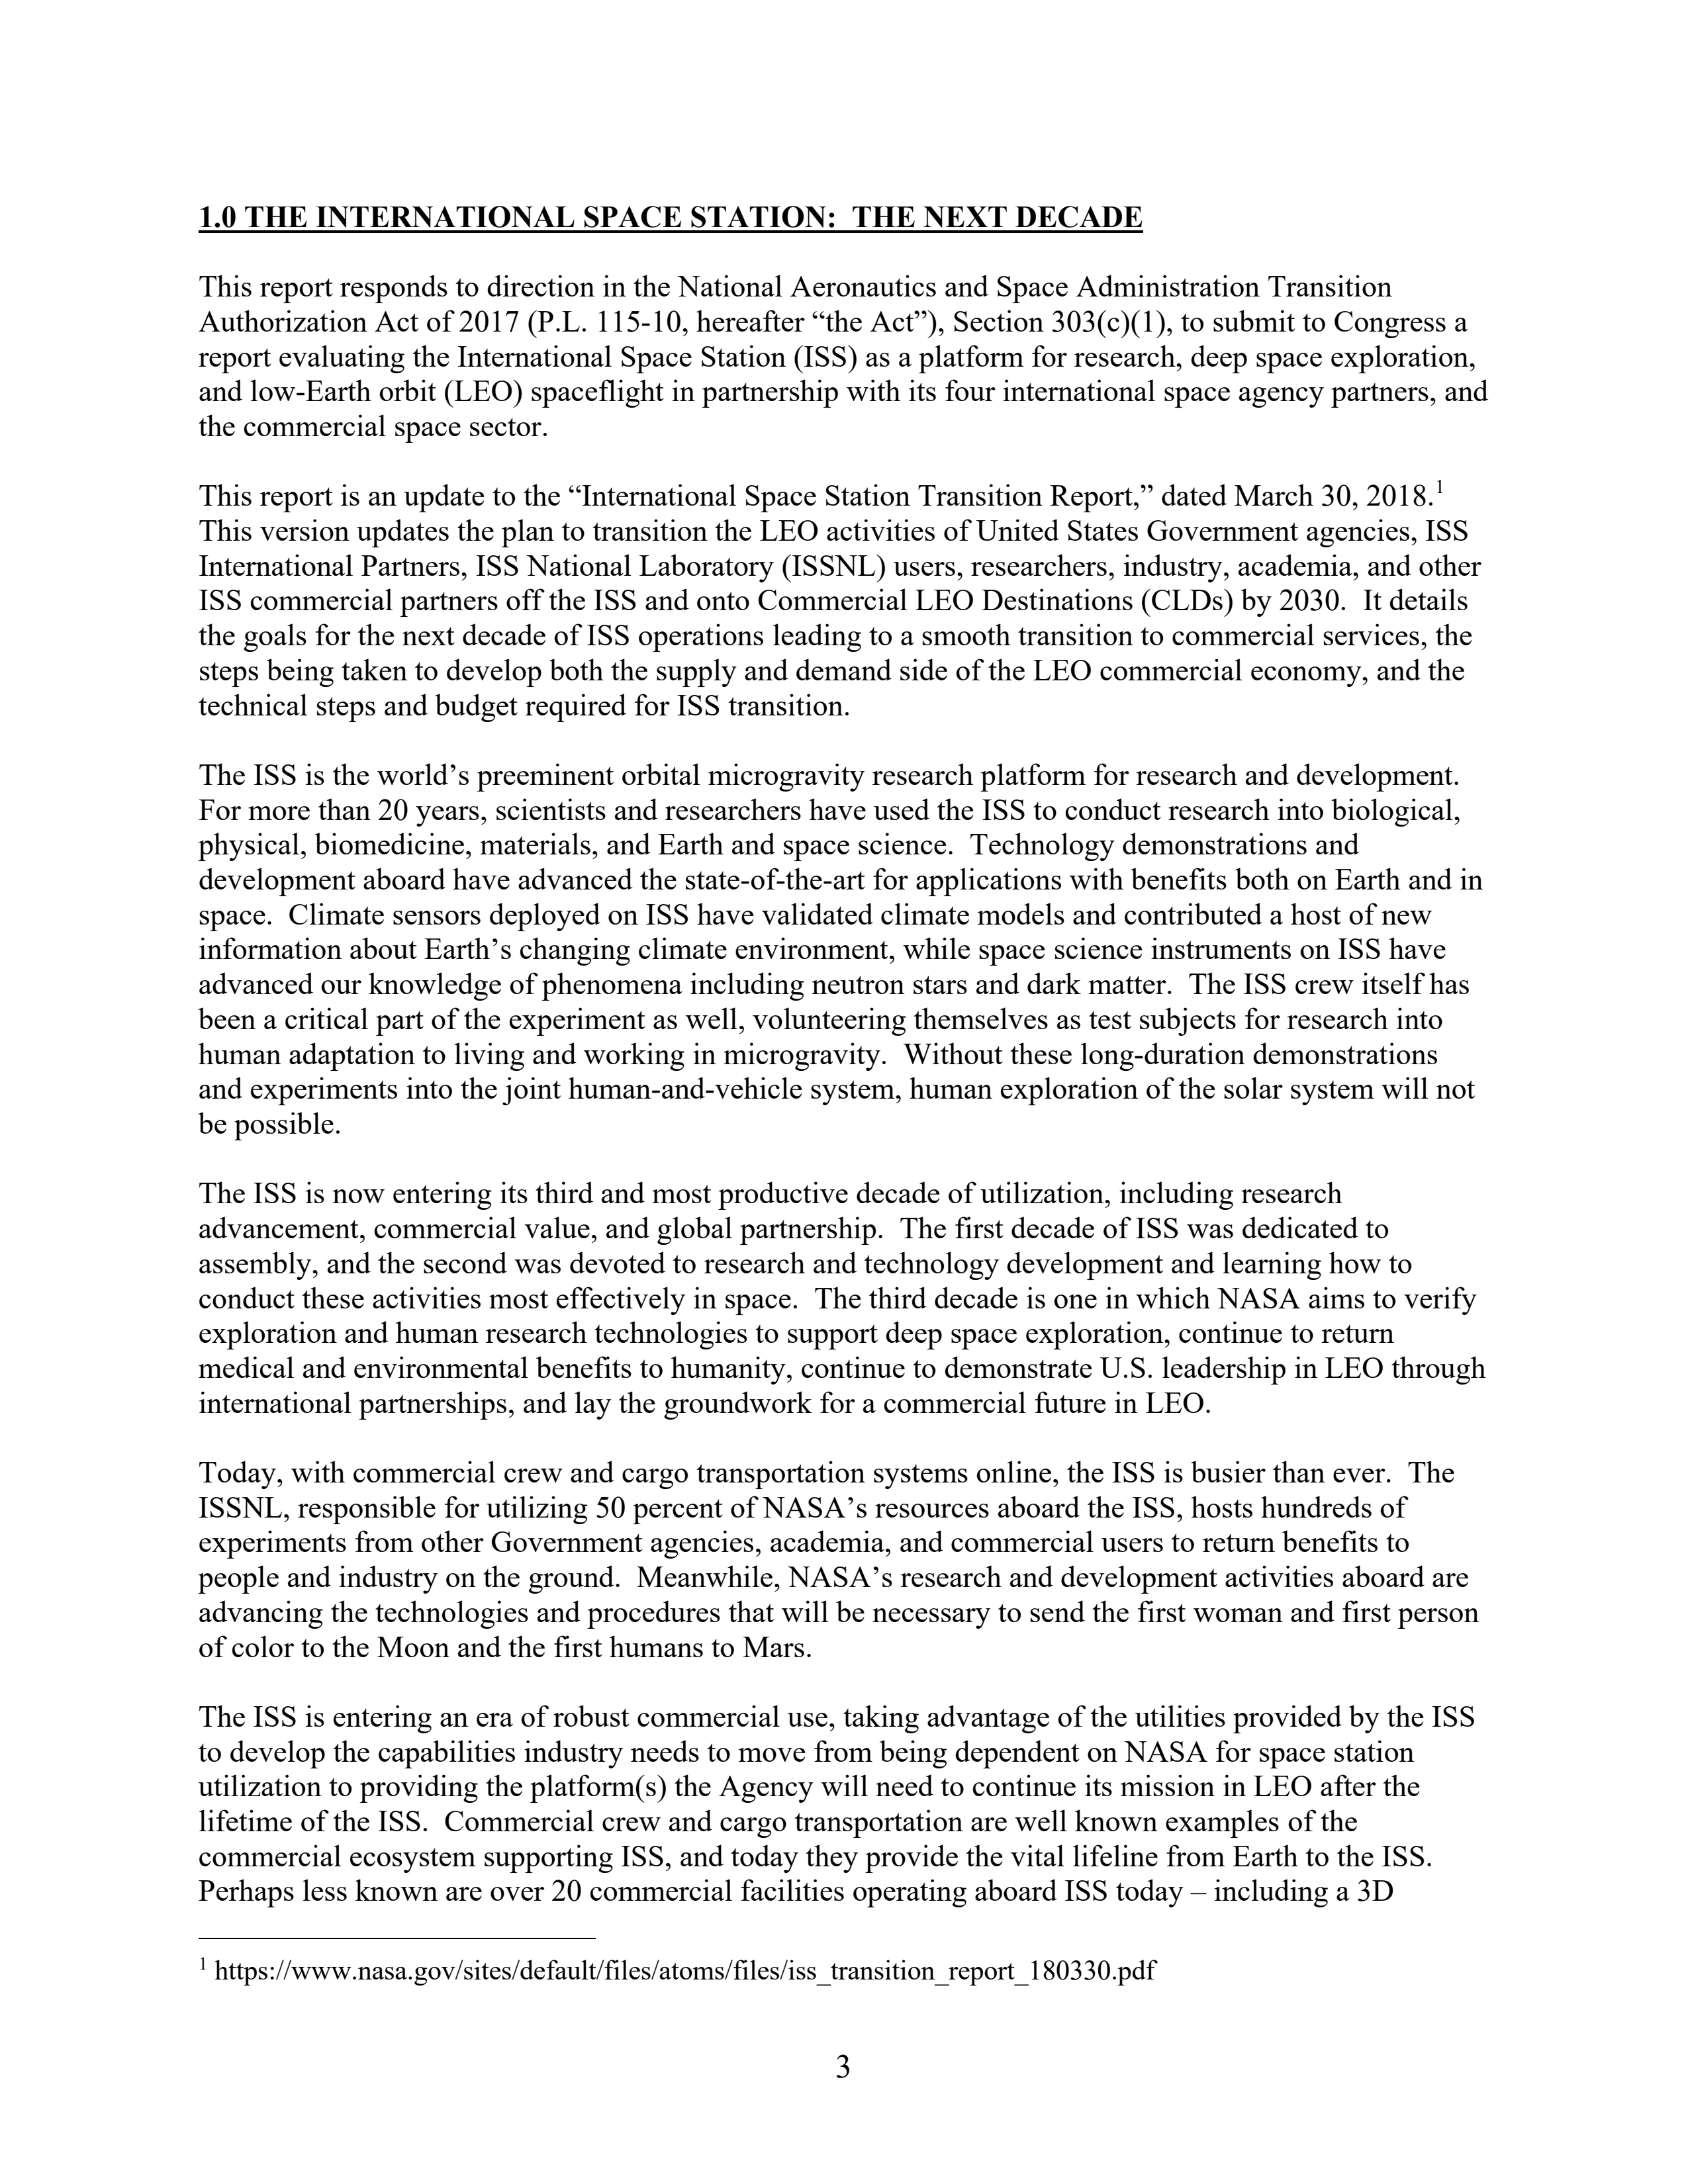 1.0 THE INTERNATIONAL SPACE STATION:  THE NEXT DECADE
This report responds to direction in the National Aeronautics and Space Administration Transition
Authorization Act of 2017 (P.L. 115-10, hereafter “the Act”), Section 303(c)(1), to submit to Congress a
report evaluating the International Space Station (ISS) as a platform for research, deep space exploration,
and low-Earth orbit (LEO) spaceflight in partnership with its four international space agency partners, and
the commercial space sector.
This report is an update to the “International Space Station Transition Report,” dated March 30, 2018.1
This version updates the plan to transition the LEO activities of United States Government agencies, ISS
International Partners, ISS National Laboratory (ISSNL) users, researchers, industry, academia, and other
ISS commercial partners off the ISS and onto Commercial LEO Destinations (CLDs) by 2030.  It details
the goals for the next decade of ISS operations leading to a smooth transition to commercial services, the
steps being taken to develop both the supply and demand side of the LEO commercial economy, and the
technical steps and budget required for ISS transition.
The ISS is the world’s preeminent orbital microgravity research platform for research and development.
For more than 20 years, scientists and researchers have used the ISS to conduct research into biological,
physical, biomedicine, materials, and Earth and space science.  Technology demonstrations and
development aboard have advanced the state-of-the-art for applications with benefits both on Earth and in
space.  Climate sensors deployed on ISS have validated climate models and contributed a host of new
information about Earth’s changing climate environment, while space science instruments on ISS have
advanced our knowledge of phenomena including neutron stars and dark matter.  The ISS crew itself has
been a critical part of the experiment as well, volunteering themselves as test subjects for research into
human adaptation to living and working in microgravity.  Without these long-duration demonstrations
and experiments into the joint human-and-vehicle system, human exploration of the solar system will not
be possible.
The ISS is now entering its third and most productive decade of utilization, including research
advancement, commercial value, and global partnership.  The first decade of ISS was dedicated to
assembly, and the second was devoted to research and technology development and learning how to
conduct these activities most effectively in space.  The third decade is one in which NASA aims to verify
exploration and human research technologies to support deep space exploration, continue to return
medical and environmental benefits to humanity, continue to demonstrate U.S. leadership in LEO through
international partnerships, and lay the groundwork for a commercial future in LEO.
Today, with commercial crew and cargo transportation systems online, the ISS is busier than ever.  The
ISSNL, responsible for utilizing 50 percent of NASA’s resources aboard the ISS, hosts hundreds of
experiments from other Government agencies, academia, and commercial users to return benefits to
people and industry on the ground.  Meanwhile, NASA’s research and development activities aboard are
advancing the technologies and procedures that will be necessary to send the first woman and first person
of color to the Moon and the first humans to Mars.
The ISS is entering an era of robust commercial use, taking advantage of the utilities provided by the ISS
to develop the capabilities industry needs to move from being dependent on NASA for space station
utilization to providing the platform(s) the Agency will need to continue its mission in LEO after the
lifetime of the ISS.  Commercial crew and cargo transportation are well known examples of the
commercial ecosystem supporting ISS, and today they provide the vital lifeline from Earth to the ISS.
Perhaps less known are over 20 commercial facilities operating aboard ISS today – including a 3D
1 https://www.nasa.gov/sites/default/files/atoms/files/iss_transition_report_180330.pdf
3